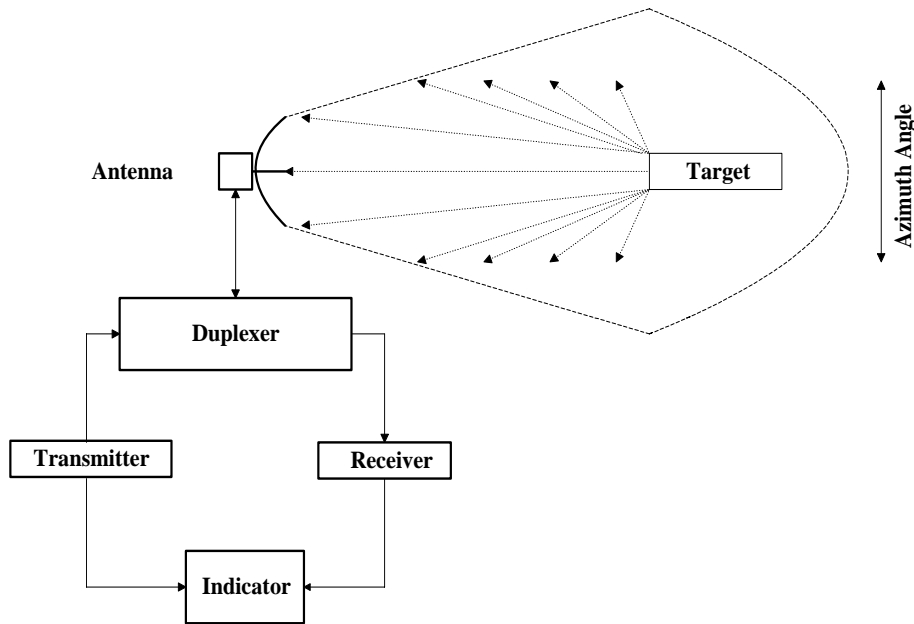 Antenna
Target
Azimuth Angle
Duplexer
Transmitter
Receiver
Indicator